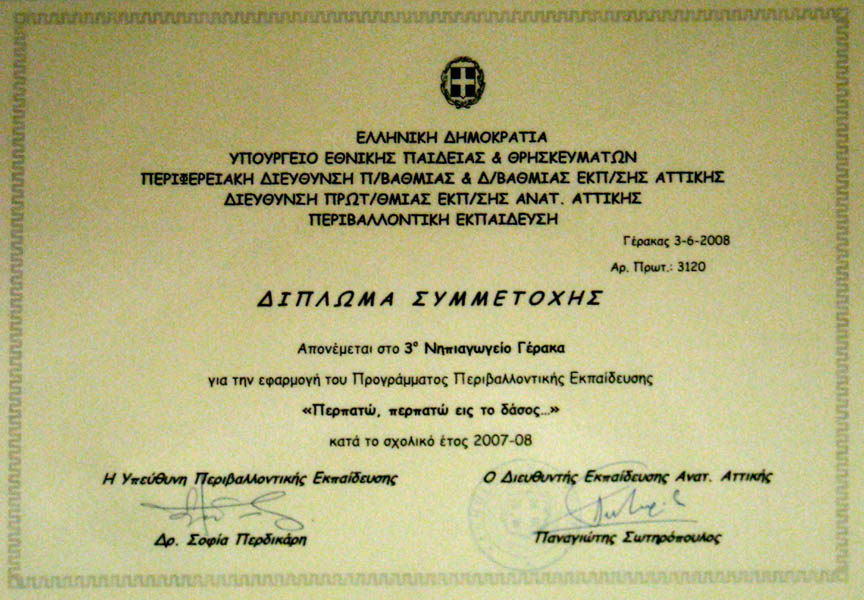 ΕΛΛΗΝΙΚΗ ΔΗΜΟΚΡΑΤΙΑ
ΥΠΟΥΡΓΕΙΟ ΕΘΝΙΚΗΣ ΠΑΙΔΕΙΑΣ & ΘΡΗΣΚΕΥΜΑΤΩΝ
ΠΕΡΙΦΕΡΕΙΑΚΗ ΔΙΕΥΘΥΝΣΗ Π/ΒΑΘΜΙΑΣ & Δ/ΒΑΘΜΙΑΣ ΕΚΠ/ΣΗΣ ΑΤΤΙΚΗΣ
ΔΙΕΥΘΥΝΣΗ ΠΡΩΤ/ΘΜΙΑΣ ΕΚΠ/ΣΗΣ ΑΝΑΤ. ΑΤΤΙΚΗΣ
ΠΕΡΙΒΑΛΛΟΝΤΙΚΗ ΕΚΠΑΙΔΕΥΣΗ
Γέρακας 3-6-2008
Αρ. Πρωτ.: 3120
ΔΙΠΛΩΜΑ ΣΥΜΜΕΤΟΧΗΣ
Απονέμεται στο 3º Νηπιαγωγείο Γέρακα
για την εφαρμογή του Προγράμματος Περιβαλλοντικής Εκπαίδευσης
«Περπατώ, περπατώ εις το δάσος...»
κατά το σχολικό έτος 2007-08
Η Υπεύθυνη Περιβαλλοντικής Εκπαίδευσης
Δρ. Σοφία Περδικάρη
Ο Διευθυντής Εκπαίδευσης Ανατ. Αττικής
Παναγιώτης Σωτηρόπουλος